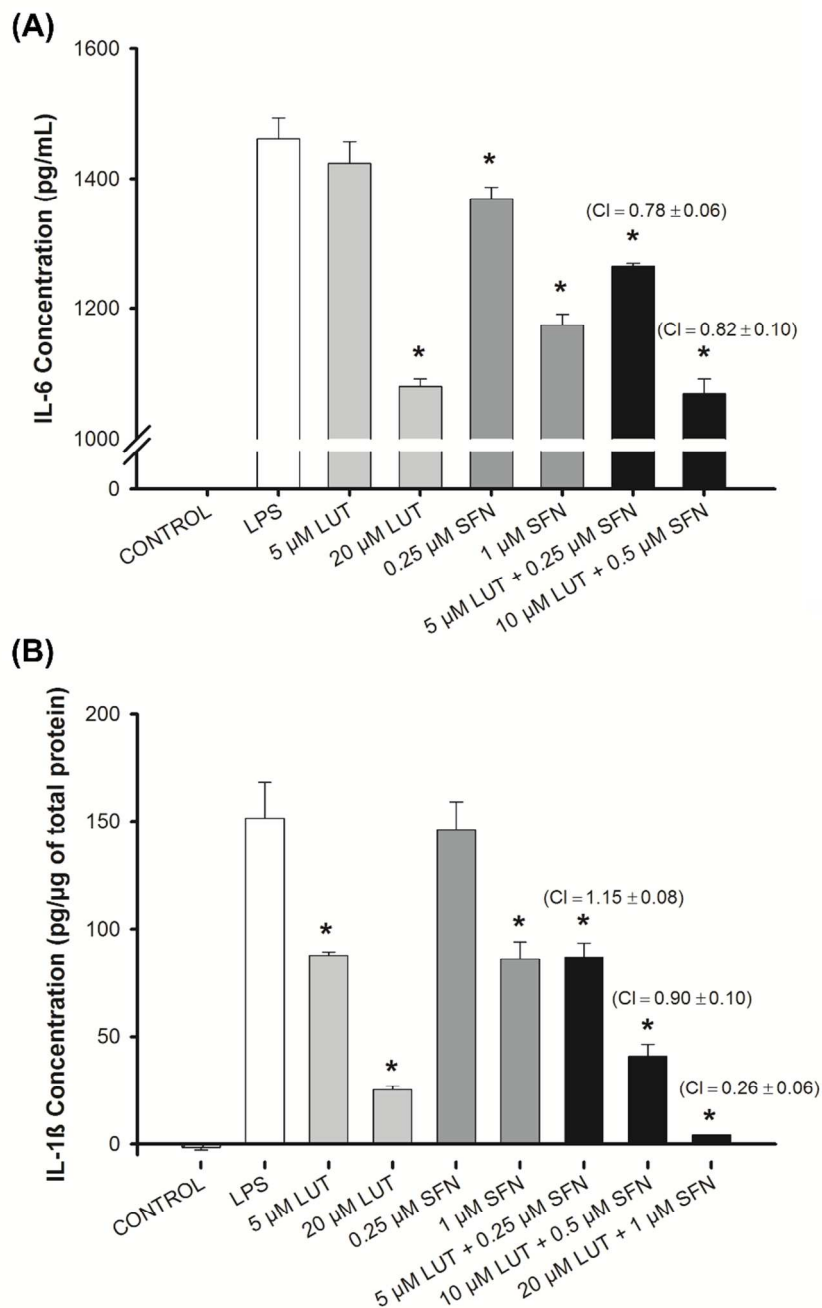 (A)
IL-6 Concentration (pg/mL)
1600
1400
1200
1000
0
*
*
*
(CI = 0.78 ± 0.06)
*
(CI = 0.82 ± 0.10)
*
CONTROL
LPS
5 µM LUT
20 µM LUT
0.25 µM SFN
1 µM SFN
5 µM LUT + 0.25 µM SFN
10 µM LUT + 0.5 µM SFN
(B)
IL-1ß Concentration (pg/µg of total protein)
200
150
100
50
0
*
*
*
(CI = 1.15 ± 0.08)
*
(CI = 0.90 ± 0.10)
*
(CI = 0.26 ± 0.06)
*
CONTROL
LPS
5 µM LUT
20 µM LUT
0.25 µM SFN
1 µM SFN
5 µM LUT + 0.25 µM SFN
10 µM LUT + 0.5 µM SFN
20 µM LUT + 1 µM SFN